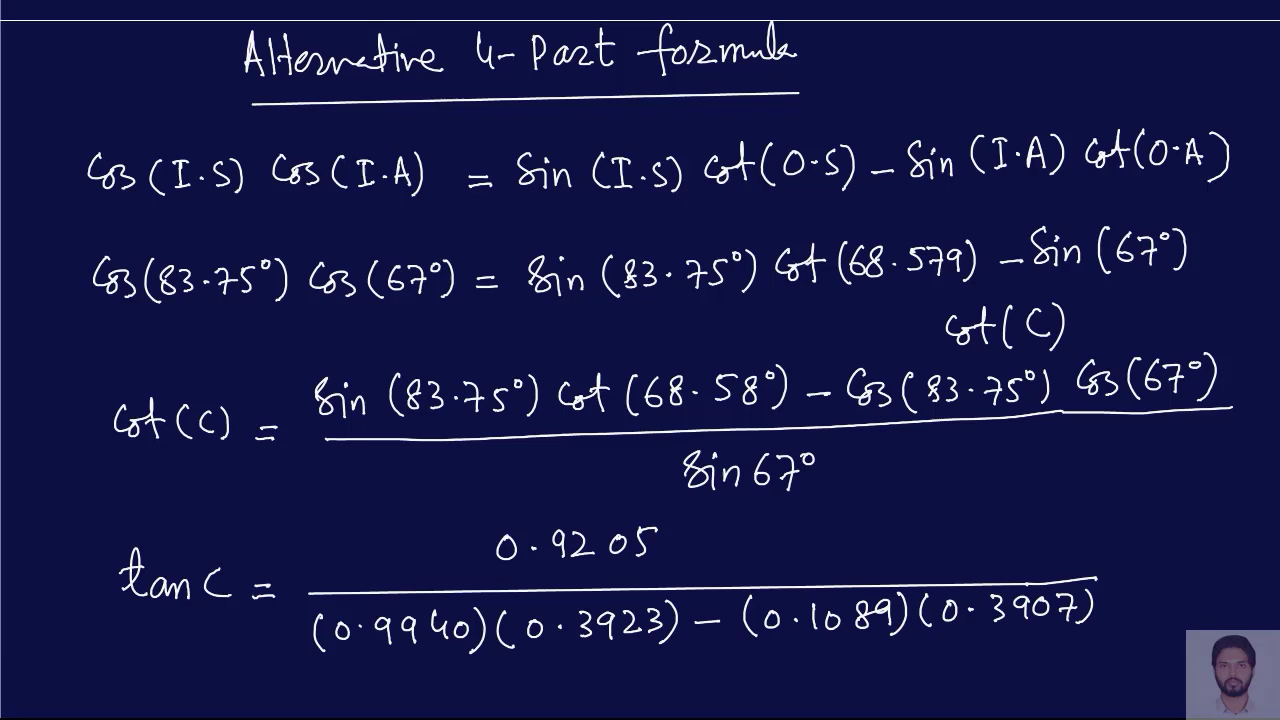 Alternative 4-Part formula
Cos (I.S) Cos (I.A) = Sin (I.S) Cot (O.S) - Sin (I.A) Cot (O.A)
Cos (83.75°) Cos (67°) = Sin (83.75°) Cot (68.579) - Sin (67°)
Cot (C)
Sin (83.75°) Cot (68.58°) - Cos (83.75°) Cos (67°)
Cot (C) =
Sin 67°
0.9205
tan C =
(0.9940) (0.3923) - (0.1089) (0.3907)